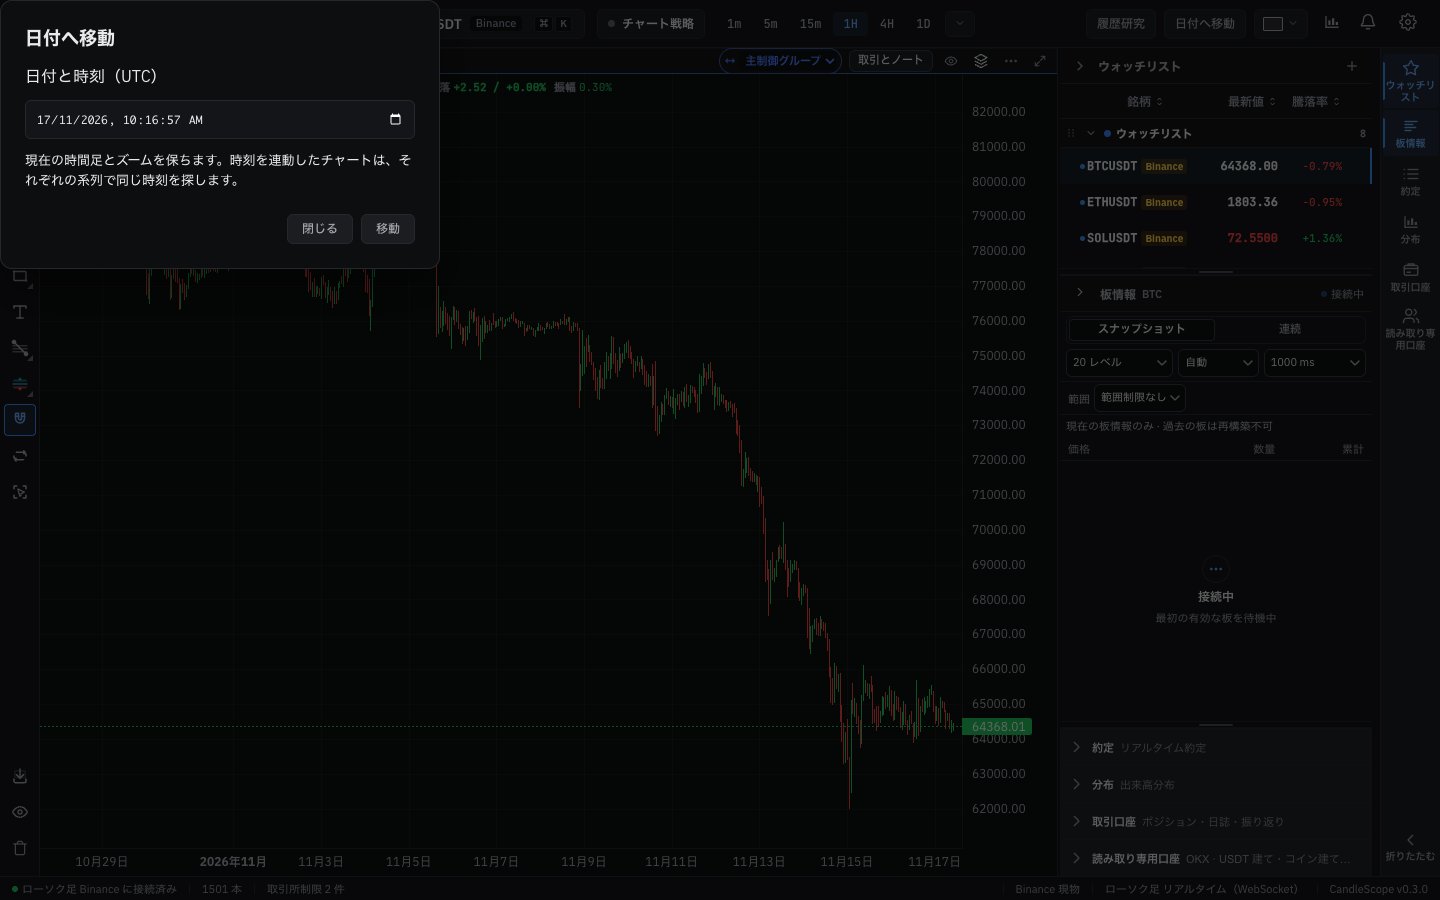 日付へ移動
日付と時刻（UTC）
17/11/2026, 10:16:57 AM
現在の時間足とズームを保ちます。時刻を連動したチャートは、そ
れぞれの系列で同じ時刻を探します。
閉じる
移動
SDT Binance ⌘ K
チャート戦略
1m 5m 15m 1H 4H 1D
履歴研究
日付へ移動
主制御グループ
取引とノート
落 +2.52 / +0.00% 振幅 0.30%
82000.00
81000.00
80000.00
79000.00
78000.00
77000.00
76000.00
75000.00
74000.00
73000.00
72000.00
71000.00
70000.00
69000.00
68000.00
67000.00
66000.00
65000.00
64368.01
64000.00
63000.00
62000.00
10月29日 2026年11月 11月3日 11月5日 11月7日 11月9日 11月11日 11月13日 11月15日 11月17日
ウォッチリスト
銘柄 最新値 騰落率
ウォッチリスト 8
BTCUSDT Binance 64368.00 -0.79%
ETHUSDT Binance 1803.36 -0.95%
SOLUSDT Binance 72.5500 +1.36%
板情報 BTC 接続中
スナップショット 連続
20 レベル 自動 1000 ms
範囲 範囲制限なし
現在の板情報のみ · 過去の板は再構築不可
価格 数量 累計
接続中
最初の有効な板を待機中
約定 リアルタイム約定
分布 出来高分布
取引口座 ポジション・日誌・振り返り
読み取り専用口座 OKX · USDT 建て・コイン建て…
ウォッチリ
スト
板情報
約定
分布
取引口座
読み取り専
用口座
折りたたむ
ローソク足 Binance に接続済み 1501 本 取引所制限 2 件
Binance 現物 ローソク足 リアルタイム（WebSocket） CandleScope v0.3.0